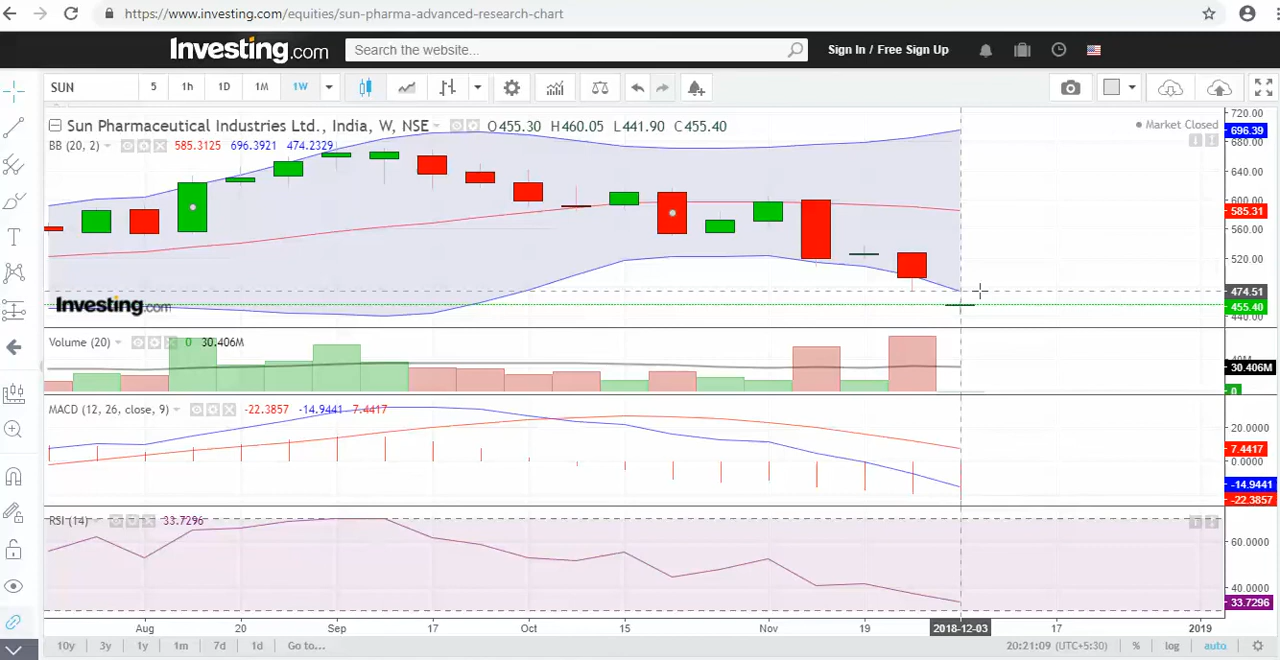 https://www.investing.com/equities/sun-pharma-advanced-research-chart
Investing.com Search the website... Sign In / Free Sign Up
SUN 5 1h 1D 1M 1W
Sun Pharmaceutical Industries Ltd., India, W, NSE O455.30 H460.05 L441.90 C455.40
Market Closed
BB (20, 2) 585.3125 696.3921 474.2329
720.00
696.39
680.00
640.00
600.00
585.31
560.00
520.00
474.51
455.40
440.00
Investing.com
Volume (20) 0 30.406M
40M
30.406M
0
MACD (12, 26, close, 9) -22.3857 -14.9441 7.4417
20.0000
7.4417
0.0000
-14.9441
-22.3857
RSI (14) 33.7296
60.0000
40.0000
33.7296
Aug 20 Sep 17 Oct 15 Nov 19 2018-12-03 17 2019
10y 3y 1y 1m 7d 1d Go to... 20:21:09 (UTC+5:30) % log auto